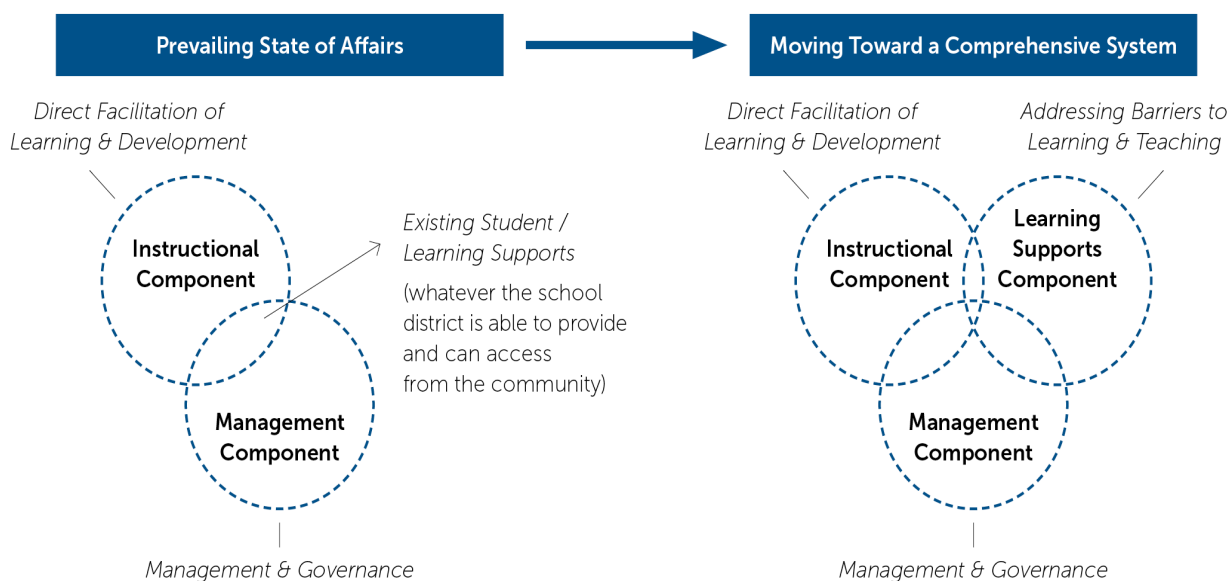 Prevailing State of Affairs
Direct Facilitation of
Learning & Development
Instructional
Component
Existing Student /
Learning Supports
(whatever the school
district is able to provide
and can access
from the community)
Management
Component
Management & Governance
Moving Toward a Comprehensive System
Direct Facilitation of
Learning & Development
Addressing Barriers to
Learning & Teaching
Instructional
Component
Learning
Supports
Component
Management
Component
Management & Governance